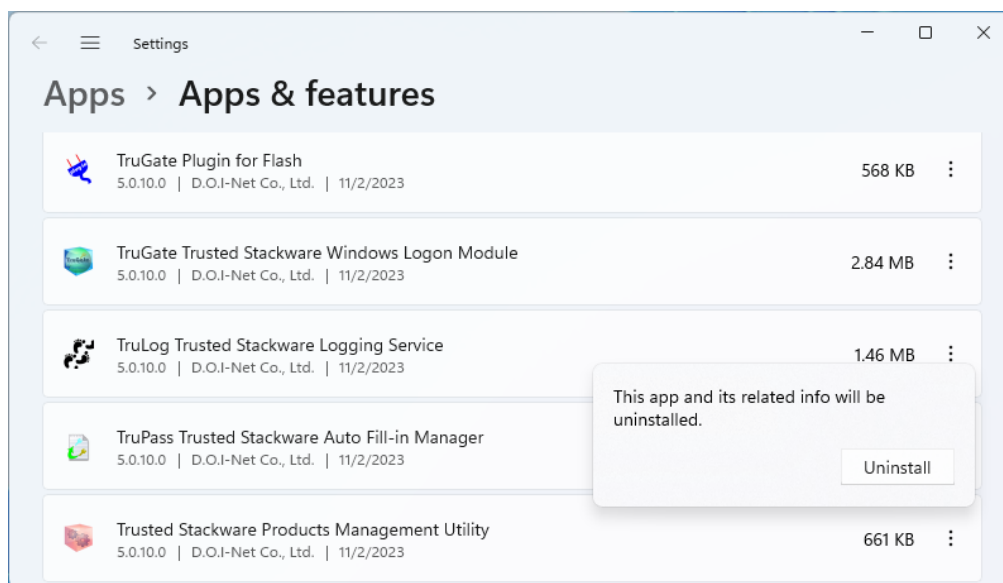 Settings
Apps > Apps & features
TruGate Plugin for Flash
568 KB
5.0.10.0 | D.O.I-Net Co., Ltd. | 11/2/2023
TruGate Trusted Stackware Windows Logon Module
2.84 MB
5.0.10.0 | D.O.I-Net Co., Ltd. | 11/2/2023
TruLog Trusted Stackware Logging Service
1.46 MB
5.0.10.0 | D.O.I-Net Co., Ltd. | 11/2/2023
This app and its related info will be
uninstalled.
Uninstall
TruPass Trusted Stackware Auto Fill-in Manager
5.0.10.0 | D.O.I-Net Co., Ltd. | 11/2/2023
Trusted Stackware Products Management Utility
661 KB
5.0.10.0 | D.O.I-Net Co., Ltd. | 11/2/2023